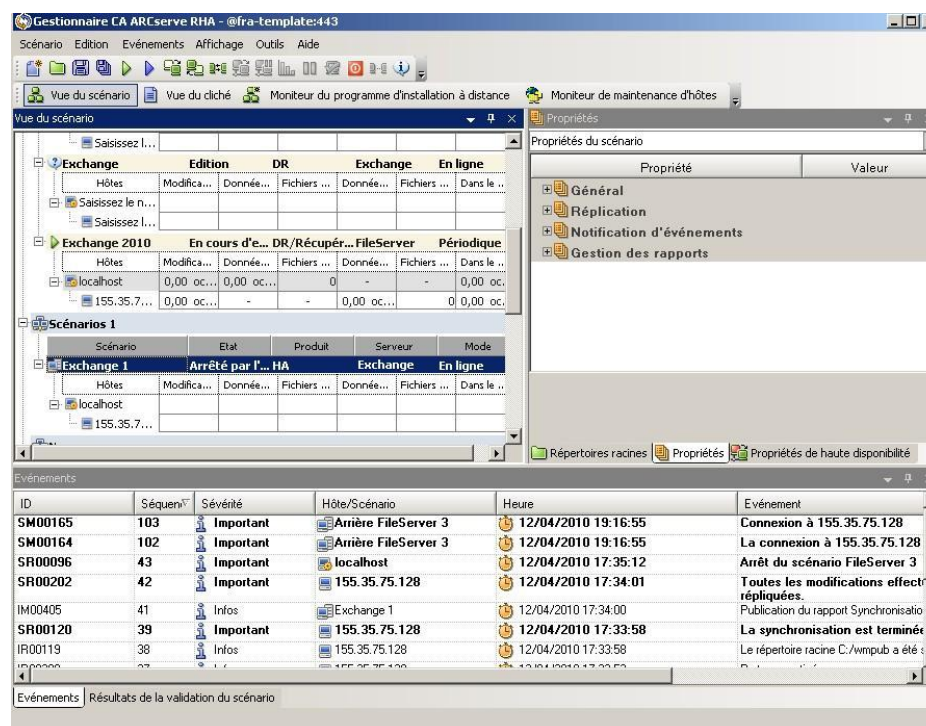 Gestionnaire CA ARCserve RHA - @fra-template:443
Scénario Edition Evénements Affichage Outils Aide
Vue du scénario Vue du cliché Moniteur du programme d'installation à distance Moniteur de maintenance d'hôtes
Vue du scénario
Saisissez l...
Exchange Edition DR Exchange En ligne
Hôtes Modifica... Donnée... Fichiers ... Donnée... Fichiers ... Dans le ..
Saisissez le n...
Saisissez l...
Exchange 2010 En cours d'e... DR/Récupér... FileServer Périodique
Hôtes Modifica... Donnée... Fichiers ... Donnée... Fichiers ... Dans le ..
localhost 0,00 oc... 0,00 oc... 0 - - 0,00 oc.
155.35.7... 0,00 oc... - - 0,00 oc... 0 0,00 oc.
Scénarios 1
Scénario Etat Produit Serveur Mode
Exchange 1 Arrêté par l'... HA Exchange En ligne
Hôtes Modifica... Donnée... Fichiers ... Donnée... Fichiers ... Dans le ..
localhost
155.35.7...
Propriétés
Propriétés du scénario
Propriété Valeur
Général
Réplication
Notification d'événements
Gestion des rapports
Répertoires racines Propriétés Propriétés de haute disponibilité
Evénements
ID Séquen Sévérité Hôte/Scénario Heure Evénement
SM00165 103 Important Arrière FileServer 3 12/04/2010 19:16:55 Connexion à 155.35.75.128
SM00164 102 Important Arrière FileServer 3 12/04/2010 19:16:55 La connexion à 155.35.75.128
SR00096 43 Important localhost 12/04/2010 17:35:12 Arrêt du scénario FileServer 3
SR00202 42 Important 155.35.75.128 12/04/2010 17:34:01 Toutes les modifications effect
répliquées.
IM00405 41 Infos Exchange 1 12/04/2010 17:34:00 Publication du rapport Synchronisatio
SR00120 39 Important 155.35.75.128 12/04/2010 17:33:58 La synchronisation est terminée
IR00119 38 Infos 155.35.75.128 12/04/2010 17:33:58 Le répertoire racine C:/wmpub a été s
Evénements Résultats de la validation du scénario